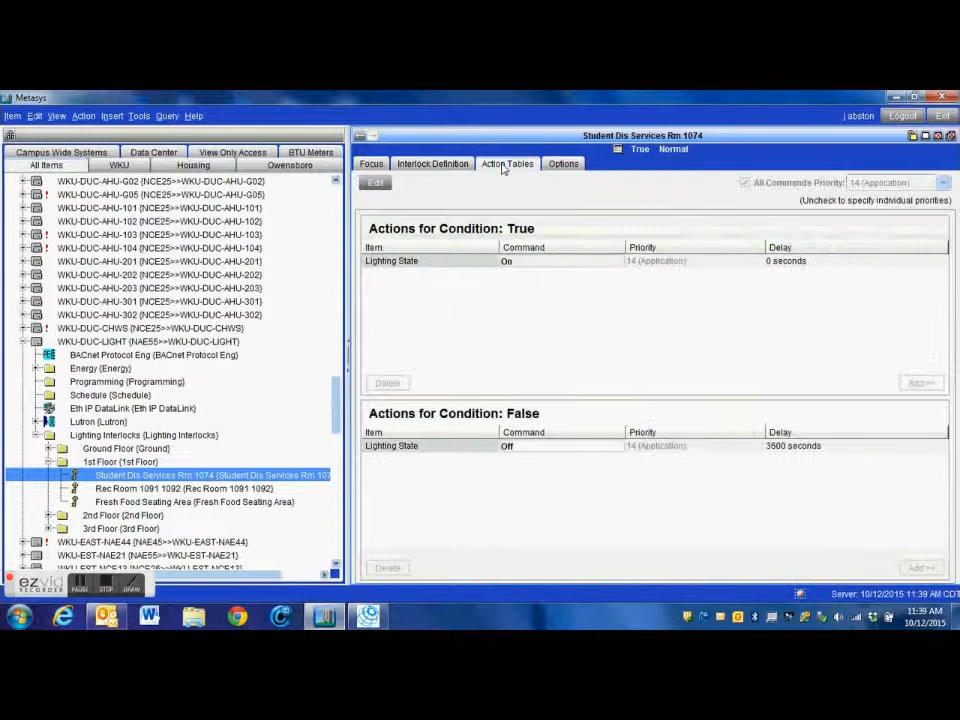 Metasys
Item Edit View Action Insert Tools Query Help
jabston Logout Exit
Campus Wide Systems Data Center View Only Access BTU Meters
All Items WKU Housing Owensboro
WKU-DUC-AHU-G02 {NCE25>>WKU-DUC-AHU-G02}
WKU-DUC-AHU-G05 {NCE25>>WKU-DUC-AHU-G05}
WKU-DUC-AHU-101 {NCE25>>WKU-DUC-AHU-101}
WKU-DUC-AHU-102 {NCE25>>WKU-DUC-AHU-102}
WKU-DUC-AHU-103 {NCE25>>WKU-DUC-AHU-103}
WKU-DUC-AHU-104 {NCE25>>WKU-DUC-AHU-104}
WKU-DUC-AHU-201 {NCE25>>WKU-DUC-AHU-201}
WKU-DUC-AHU-202 {NCE25>>WKU-DUC-AHU-202}
WKU-DUC-AHU-203 {NCE25>>WKU-DUC-AHU-203}
WKU-DUC-AHU-301 {NCE25>>WKU-DUC-AHU-301}
WKU-DUC-AHU-302 {NCE25>>WKU-DUC-AHU-302}
WKU-DUC-CHWS {NCE25>>WKU-DUC-CHWS}
WKU-DUC-LIGHT {NAE55>>WKU-DUC-LIGHT}
BACnet Protocol Eng {BACnet Protocol Eng}
Energy {Energy}
Programming {Programming}
Schedule {Schedule}
Eth IP DataLink {Eth IP DataLink}
Lutron {Lutron}
Lighting Interlocks {Lighting Interlocks}
Ground Floor {Ground}
1st Floor {1st Floor}
Student Dis Services Rm 1074 {Student Dis Services Rm 107
Rec Room 1091 1092 {Rec Room 1091 1092}
Fresh Food Seating Area {Fresh Food Seating Area}
2nd Floor {2nd Floor}
3rd Floor {3rd Floor}
WKU-EAST-NAE44 {NAE45>>WKU-EAST-NAE44}
WKU-EST-NAE21 {NAE55>>WKU-EST-NAE21}
Student Dis Services Rm 1074
True Normal
Focus Interlock Definition Action Tables Options
Edit All Commands Priority: 14 (Application)
(Uncheck to specify individual priorities)
Actions for Condition: True
Item Command Priority Delay
Lighting State On 14 (Application) 0 seconds
Delete Add >>
Actions for Condition: False
Item Command Priority Delay
Lighting State Off 14 (Application) 3600 seconds
Delete Add >>
ezvid
RECORDER
PAUSE STOP DRAW
Server: 10/12/2015 11:39 AM CDT
11:39 AM
10/12/2015